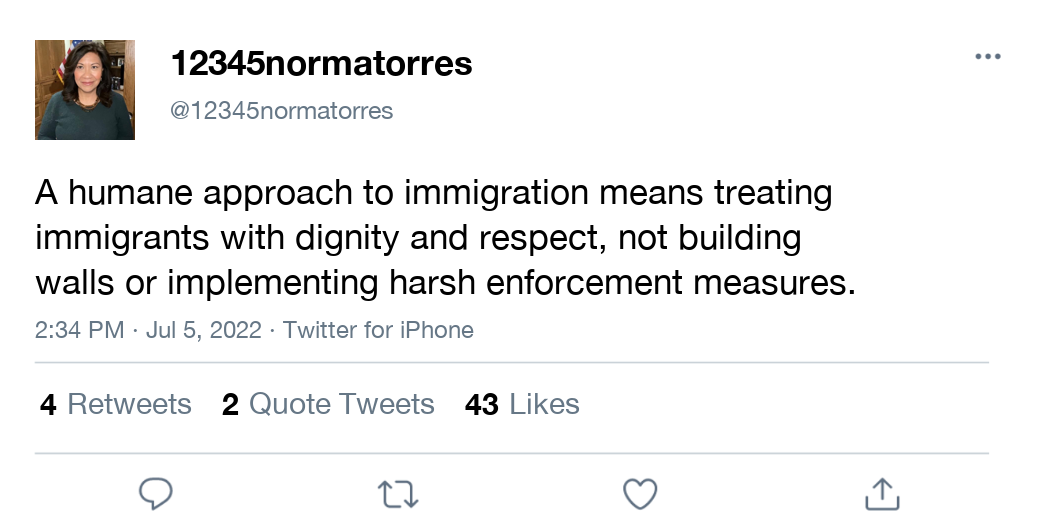 12345normatorres
@12345normatorres
A humane approach to immigration means treating
immigrants with dignity and respect, not building
walls or implementing harsh enforcement measures.
2:34 PM · Jul 5, 2022 · Twitter for iPhone
4 Retweets 2 Quote Tweets 43 Likes